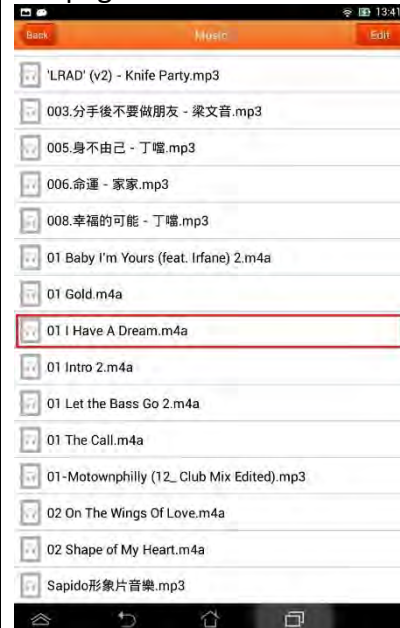 13:41
Back
Music
Edit
'LRAD' (v2) - Knife Party.mp3
003.分手後不要做朋友 - 梁文音.mp3
005.身不由己 - 丁噹.mp3
006.命運 - 家家.mp3
008.幸福的可能 - 丁噹.mp3
01 Baby I'm Yours (feat. Irfane) 2.m4a
01 Gold.m4a
01 I Have A Dream.m4a
01 Intro 2.m4a
01 Let the Bass Go 2.m4a
01 The Call.m4a
01-Motownphilly (12_ Club Mix Edited).mp3
02 On The Wings Of Love.m4a
02 Shape of My Heart.m4a
Sapido形象片音樂.mp3